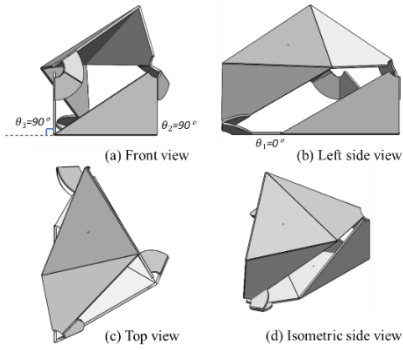 θ3=90°
θ2=90°
θ1=0°
(a) Front view
(b) Left side view
(c) Top view
(d) Isometric side view